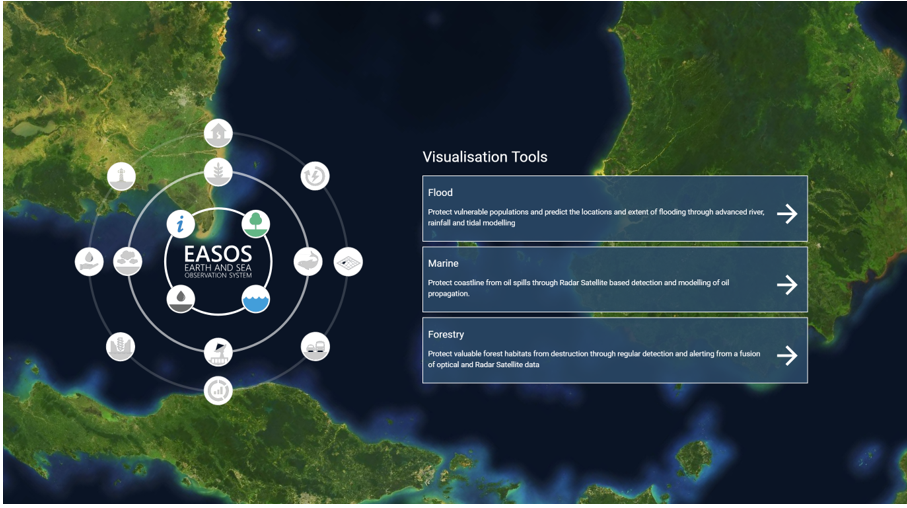 EASOS
EARTH AND SEA
OBSERVATION SYSTEM
Visualisation Tools
Flood
Protect vulnerable populations and predict the locations and extent of flooding through advanced river,
rainfall and tidal modelling
Marine
Protect coastline from oil spills through Radar Satellite based detection and modelling of oil
propagation.
Forestry
Protect valuable forest habitats from destruction through regular detection and alerting from a fusion
of optical and Radar Satellite data